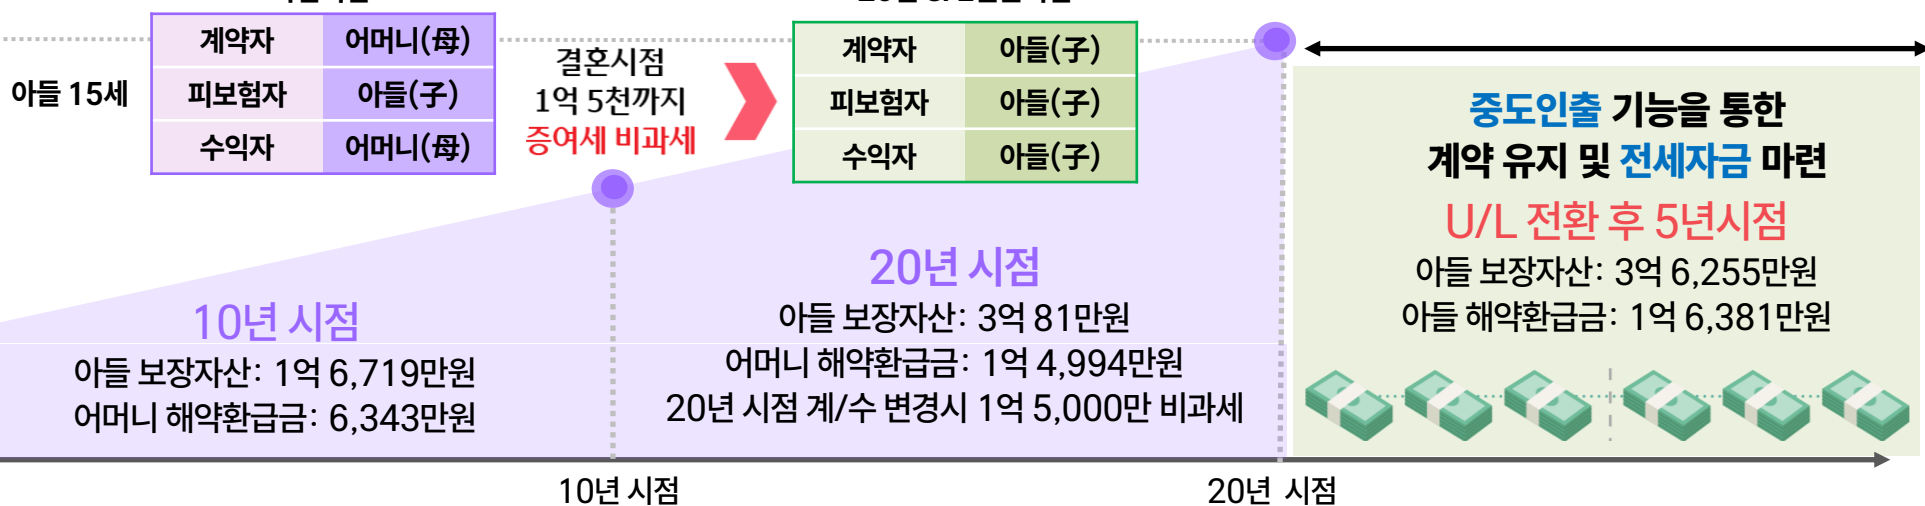 아들 15세
계약자 어머니(母)
피보험자 아들(子)
수익자 어머니(母)
결혼시점
1억 5천까지
증여세 비과세
계약자 아들(子)
피보험자 아들(子)
수익자 아들(子)
중도인출 기능을 통한
계약 유지 및 전세자금 마련
U/L 전환 후 5년시점
아들 보장자산: 3억 6,255만원
아들 해약환급금: 1억 6,381만원
20년 시점
아들 보장자산: 3억 81만원
어머니 해약환급금: 1억 4,994만원
20년 시점 계/수 변경시 1억 5,000만 비과세
10년 시점
아들 보장자산: 1억 6,719만원
어머니 해약환급금: 6,343만원
10년 시점
20년 시점